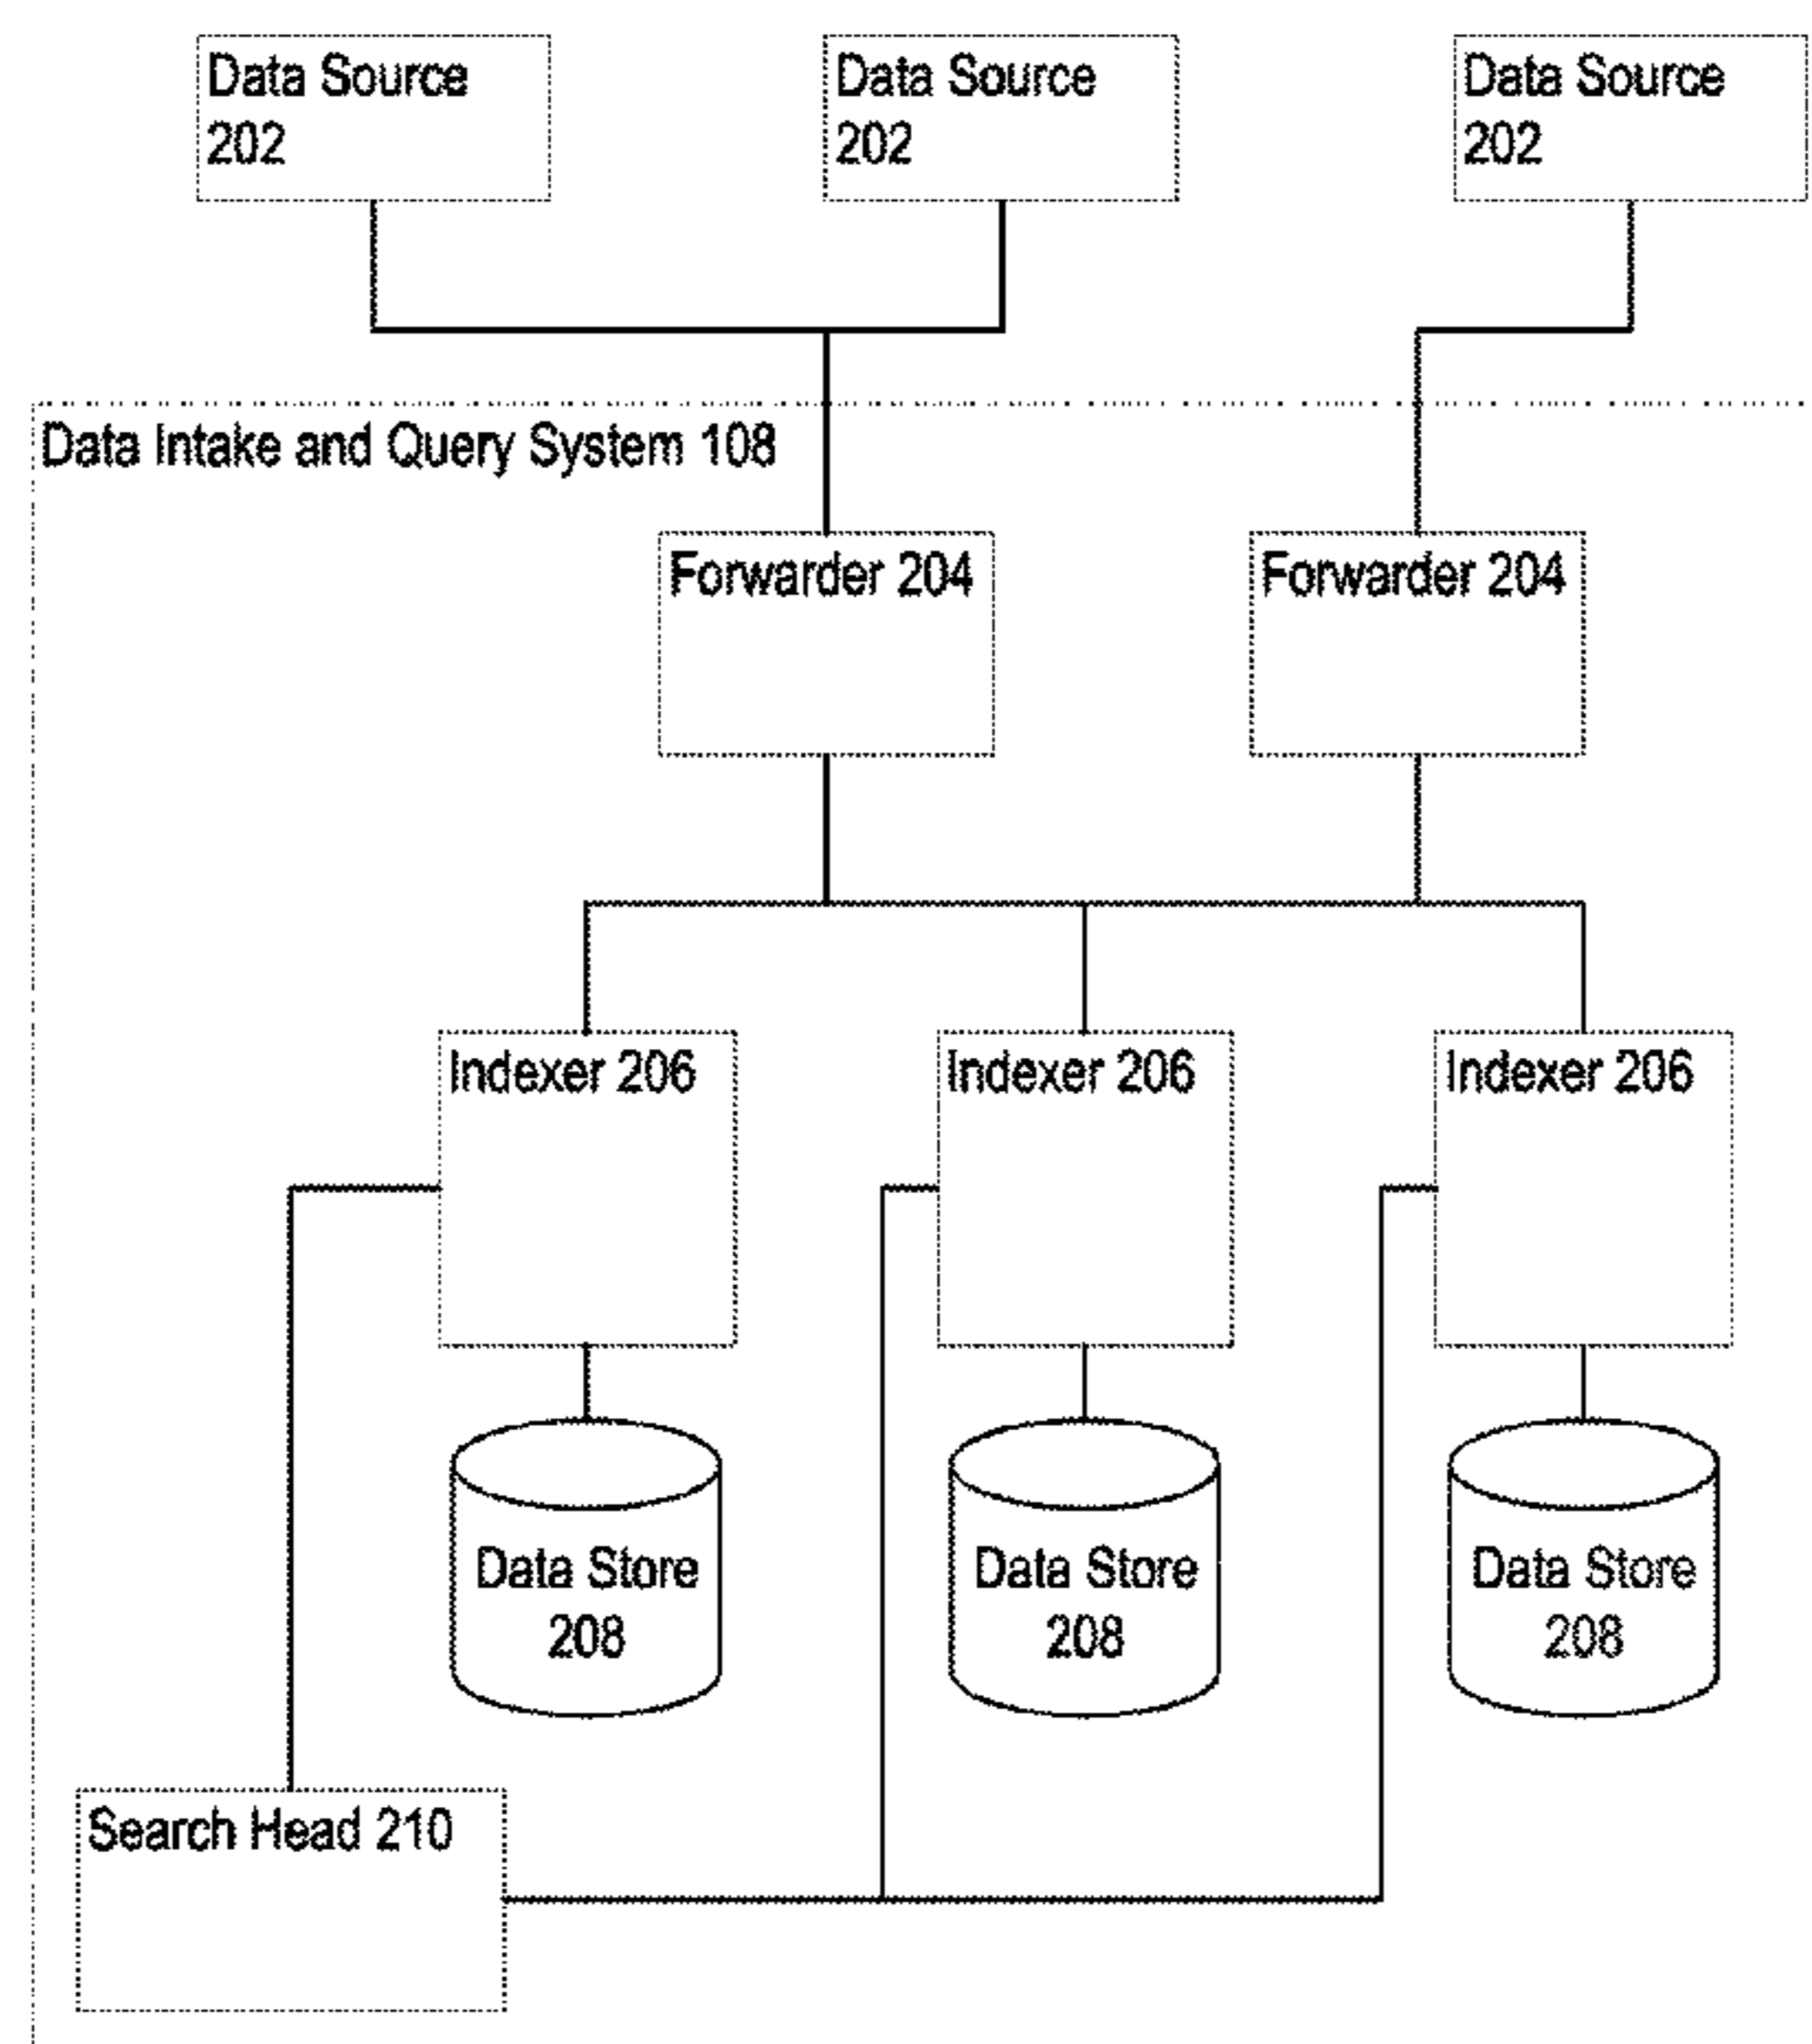 Data Source
202
Data Source
202
Data Source
202
Data Intake and Query System 108
Forwarder 204
Forwarder 204
Indexer 206
Indexer 206
Indexer 206
Data Store
208
Data Store
208
Data Store
208
Search Head 210